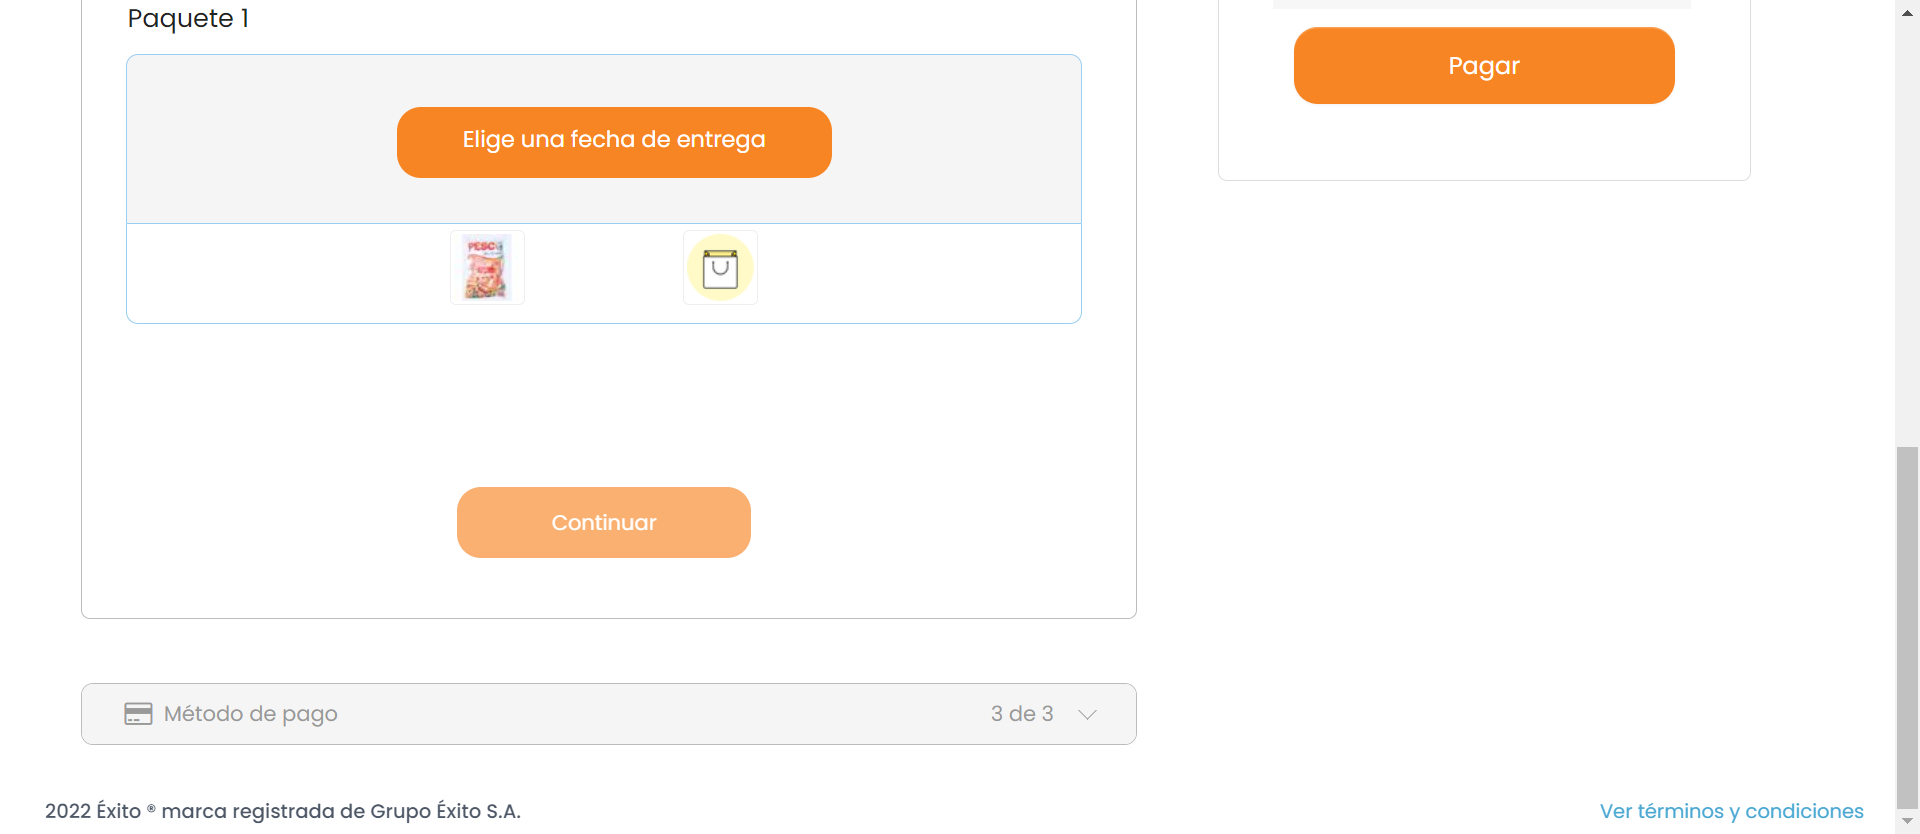 Paquete 1
Pagar
Elige una fecha de entrega
PESC
Continuar
Método de pago
3 de 3
2022 Éxito ® marca registrada de Grupo Éxito S.A.
Ver términos y condiciones